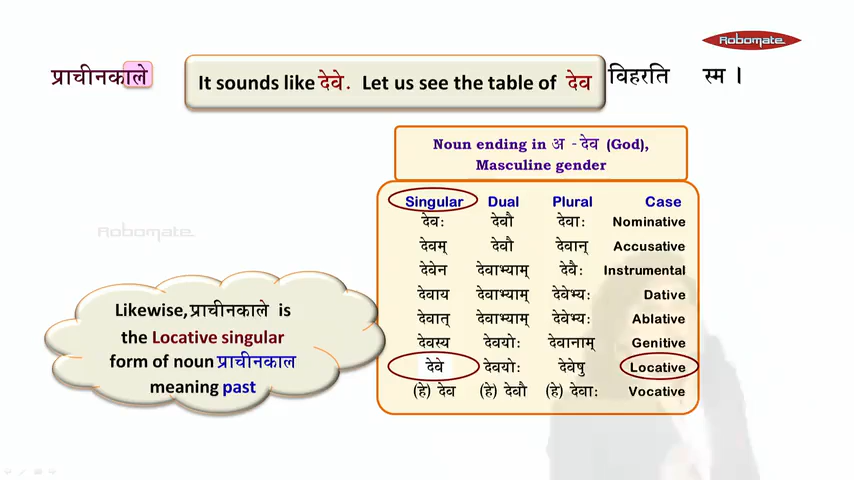 Robomate
प्राचीनकाले It sounds like देवे. Let us see the table of देव विहरति स्म ।
Noun ending in अ - देव (God),
Masculine gender
Singular Dual Plural Case
देवः देवौ देवाः Nominative
देवम् देवौ देवान् Accusative
देवेन देवाभ्याम् देवैः Instrumental
देवाय देवाभ्याम् देवेभ्यः Dative
देवात् देवाभ्याम् देवेभ्यः Ablative
देवस्य देवयोः देवानाम् Genitive
देवे देवयोः देवेषु Locative
(हे) देव (हे) देवौ (हे) देवाः Vocative
Robomate
Likewise, प्राचीनकाले is
the Locative singular
form of noun प्राचीनकाल
meaning past